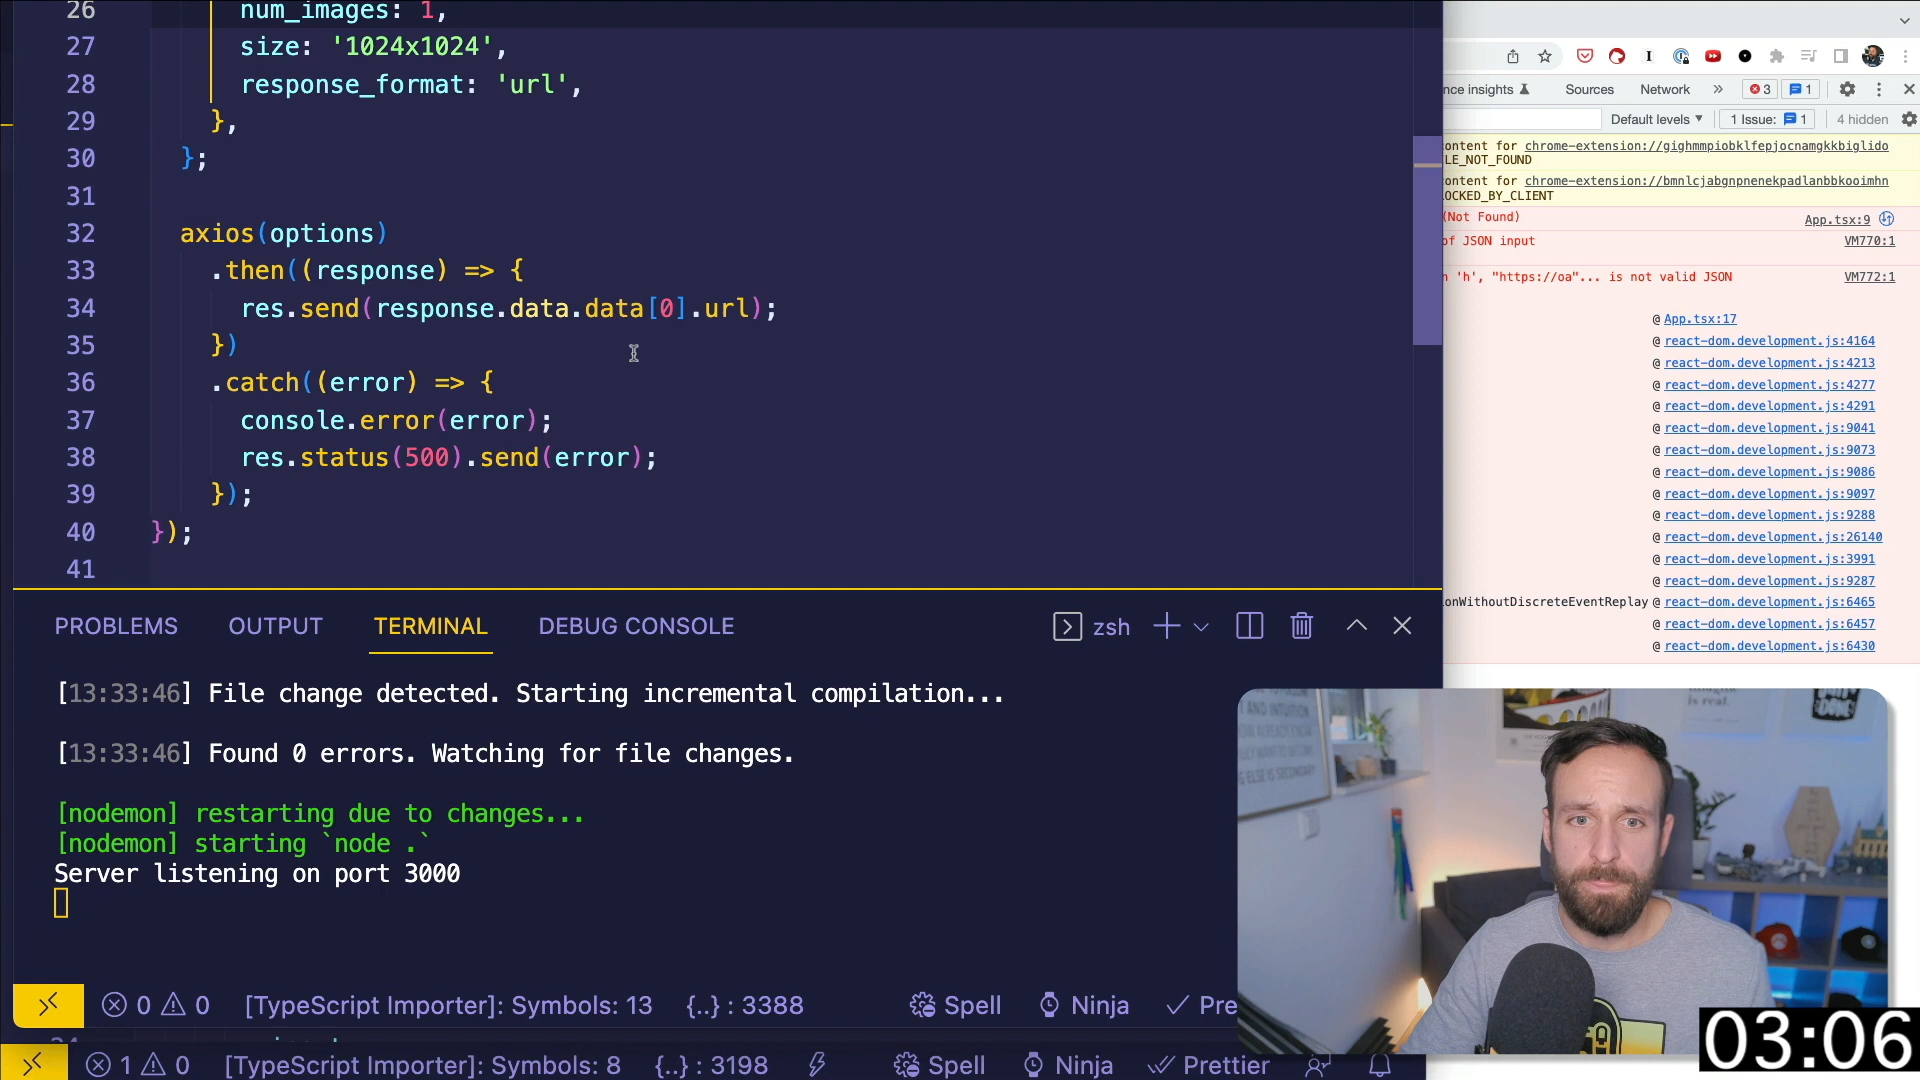 26 num_images: 1,
27 size: '1024x1024',
28 response_format: 'url',
29 },
30 };
31
32 axios(options)
33 .then((response) => {
34 res.send(response.data.data[0].url);
35 })
36 .catch((error) => {
37 console.error(error);
38 res.status(500).send(error);
39 });
40 });
41
PROBLEMS OUTPUT TERMINAL DEBUG CONSOLE zsh
[13:33:46] File change detected. Starting incremental compilation...
[13:33:46] Found 0 errors. Watching for file changes.
[nodemon] restarting due to changes...
[nodemon] starting `node .`
Server listening on port 3000
0 0 [TypeScript Importer]: Symbols: 13 {..} : 3388 Spell Ninja Pre
1 0 [TypeScript Importer]: Symbols: 8 {..} : 3198 Spell Ninja Prettier
nce insights Sources Network » 3 1
Default levels 1 Issue: 1 4 hidden
ontent for chrome-extension://gighmmpiobklfepjocnamgkkbiglido
LE_NOT_FOUND
ontent for chrome-extension://bmnlcjabgnpnenekpadlanbbkooimhn
OCKED_BY_CLIENT
(Not Found) App.tsx:9
of JSON input VM770:1
n 'h', "https://oa"... is not valid JSON VM772:1
@ App.tsx:17
@ react-dom.development.js:4164
@ react-dom.development.js:4213
@ react-dom.development.js:4277
@ react-dom.development.js:4291
@ react-dom.development.js:9041
@ react-dom.development.js:9073
@ react-dom.development.js:9086
@ react-dom.development.js:9097
@ react-dom.development.js:9288
@ react-dom.development.js:26140
@ react-dom.development.js:3991
@ react-dom.development.js:9287
onWithoutDiscreteEventReplay @ react-dom.development.js:6465
@ react-dom.development.js:6457
@ react-dom.development.js:6430
03:06